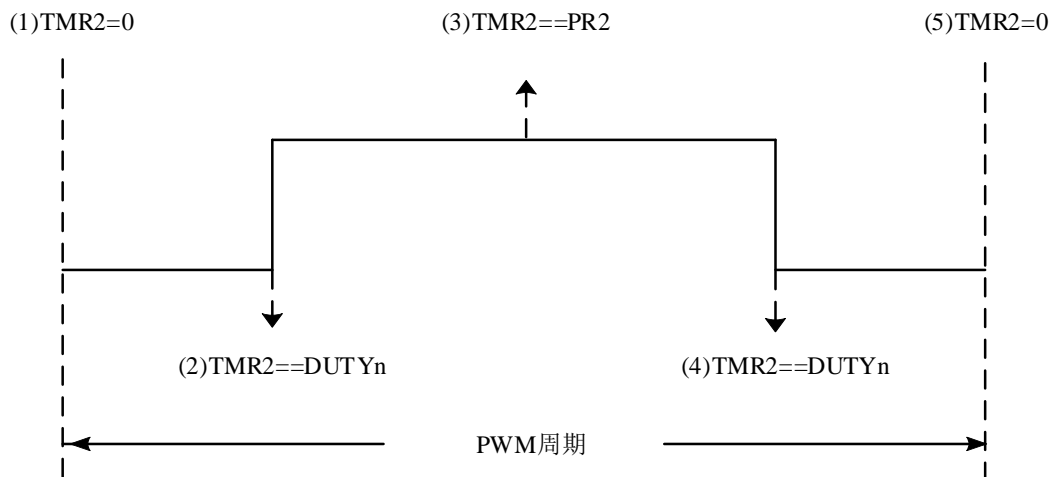 (1)TMR2=0
(3)TMR2==PR2
(5)TMR2=0
(2)TMR2==DUTYn
(4)TMR2==DUTYn
PWM周期